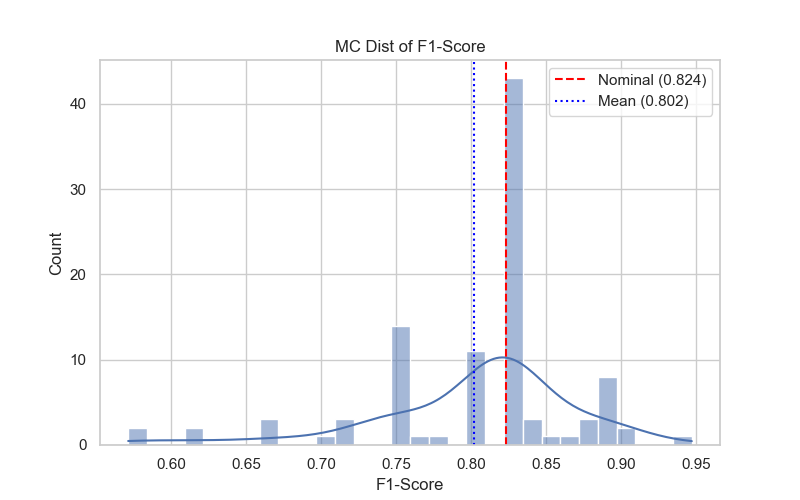 MC Dist of F1-Score
Nominal (0.824)
Mean (0.802)
Count
40
30
20
10
0
0.60 0.65 0.70 0.75 0.80 0.85 0.90 0.95
F1-Score